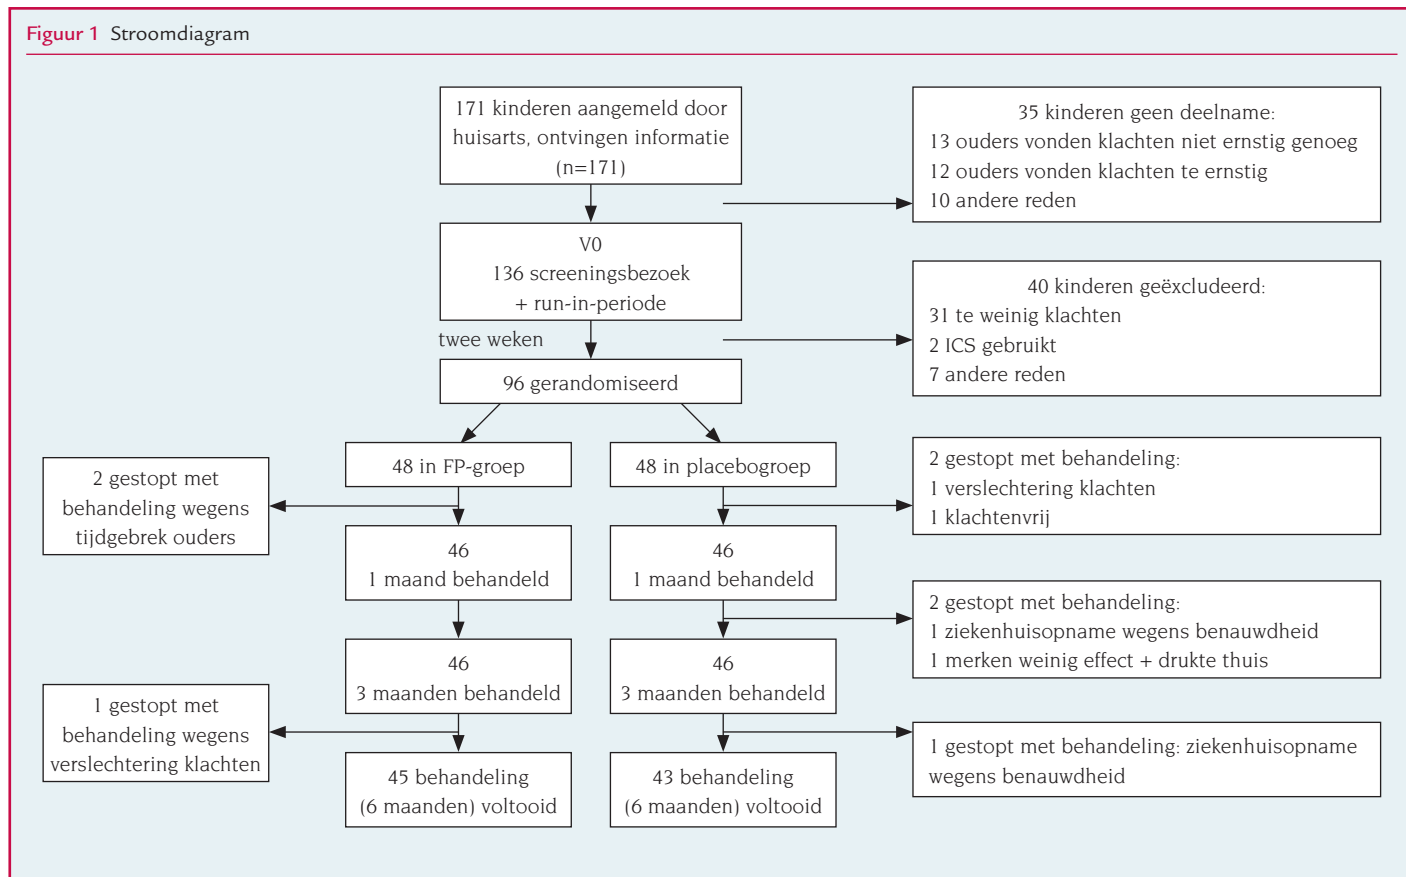 Figuur 1 Stroomdiagram
171 kinderen aangemeld door
huisarts, ontvingen informatie
(n=171)
35 kinderen geen deelname:
13 ouders vonden klachten niet ernstig genoeg
12 ouders vonden klachten te ernstig
10 andere reden
V0
136 screeningsbezoek
+ run-in-periode
40 kinderen geëxcludeerd:
31 te weinig klachten
2 ICS gebruikt
7 andere reden
twee weken
96 gerandomiseerd
48 in FP-groep
48 in placebogroep
2 gestopt met
behandeling wegens
tijdgebrek ouders
2 gestopt met behandeling:
1 verslechtering klachten
1 klachtenvrij
46
1 maand behandeld
46
1 maand behandeld
2 gestopt met behandeling:
1 ziekenhuisopname wegens benauwdheid
1 merken weinig effect + drukte thuis
46
3 maanden behandeld
46
3 maanden behandeld
1 gestopt met
behandeling wegens
verslechtering klachten
1 gestopt met behandeling: ziekenhuisopname
wegens benauwdheid
45 behandeling
(6 maanden) voltooid
43 behandeling
(6 maanden) voltooid